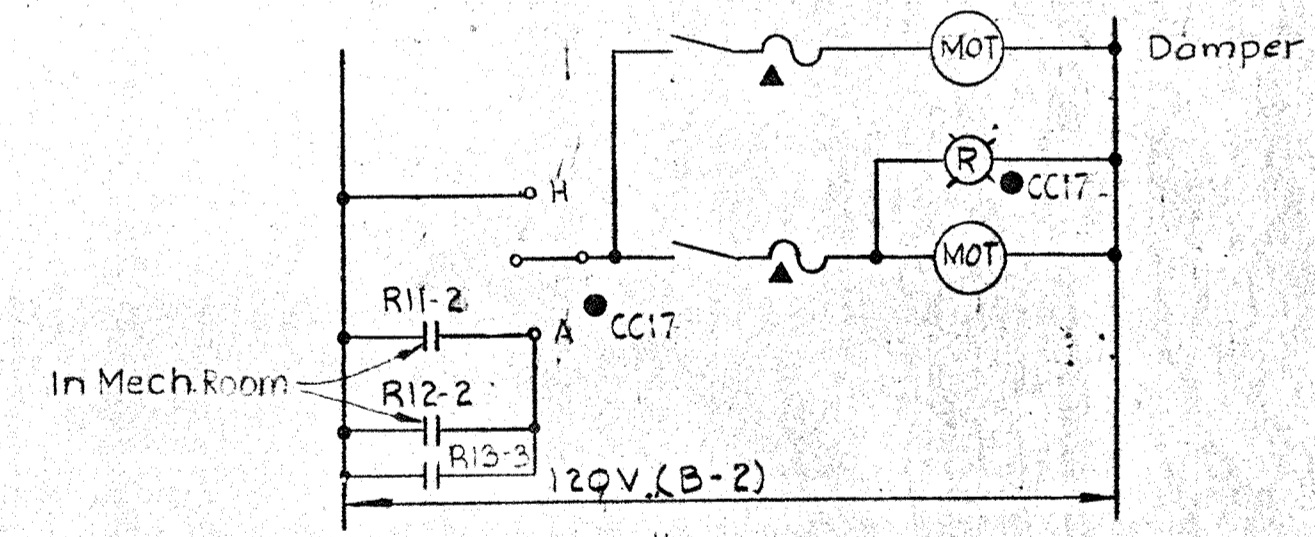 MOT Damper
R
CC17
H
MOT
R11-2
A CC17
In Mech. Room
R12-2
R13-3
120V. (B-2)